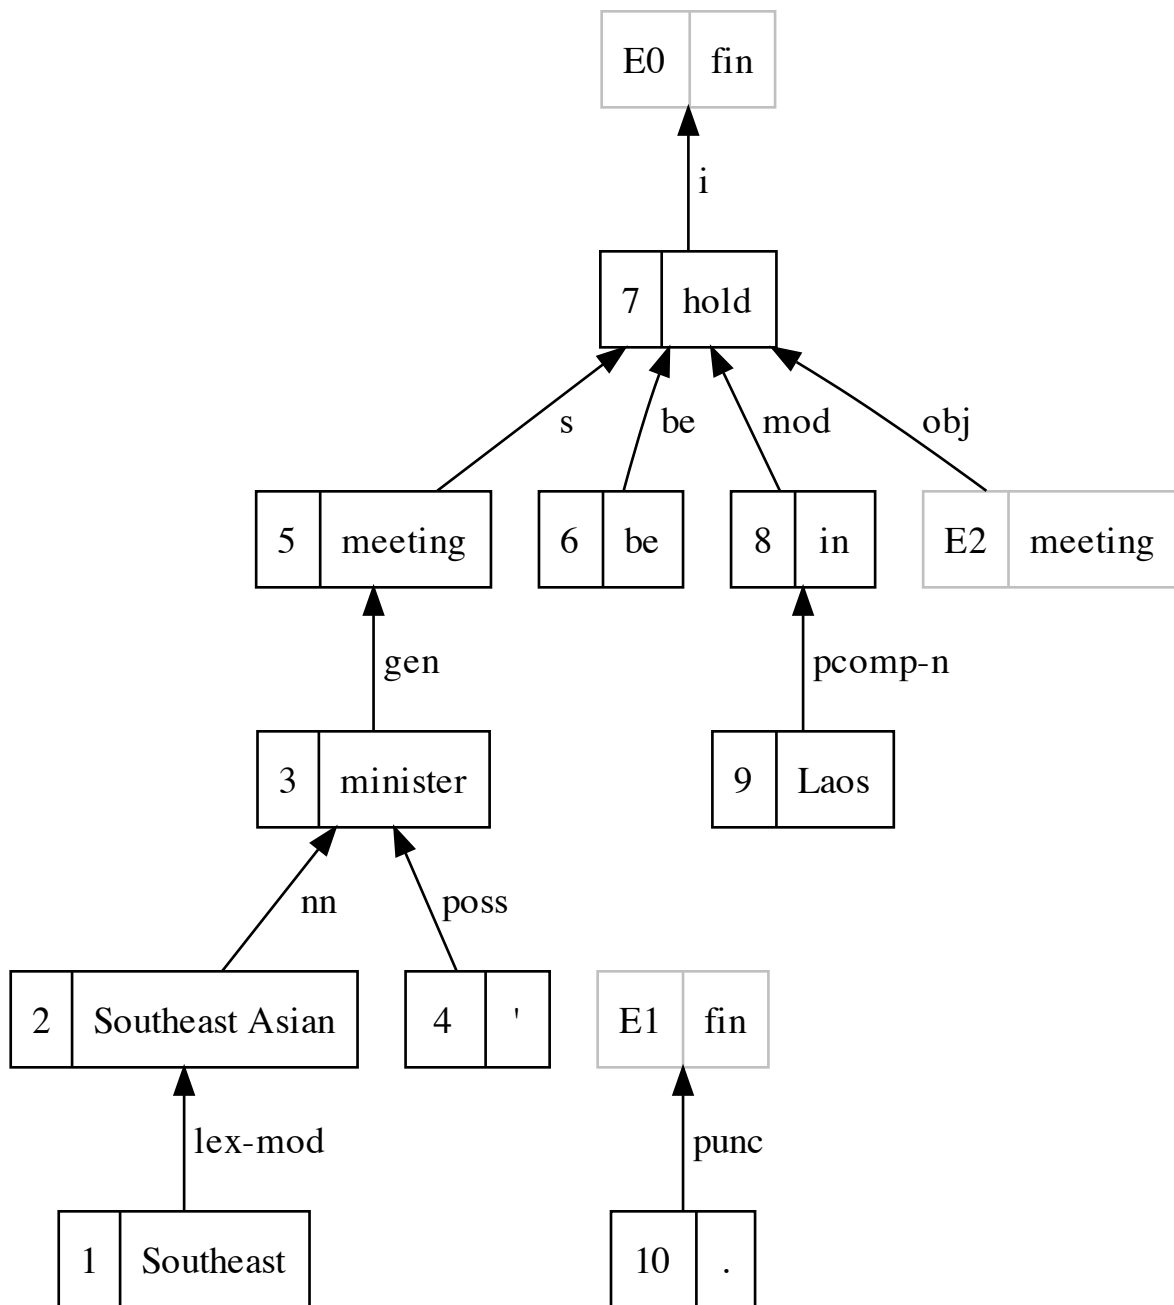 E0 fin
i
7 hold
s be mod obj
5 meeting 6 be 8 in E2 meeting
gen pcomp-n
3 minister 9 Laos
nn poss
2 Southeast Asian 4 ' E1 fin
lex-mod punc
1 Southeast 10 .